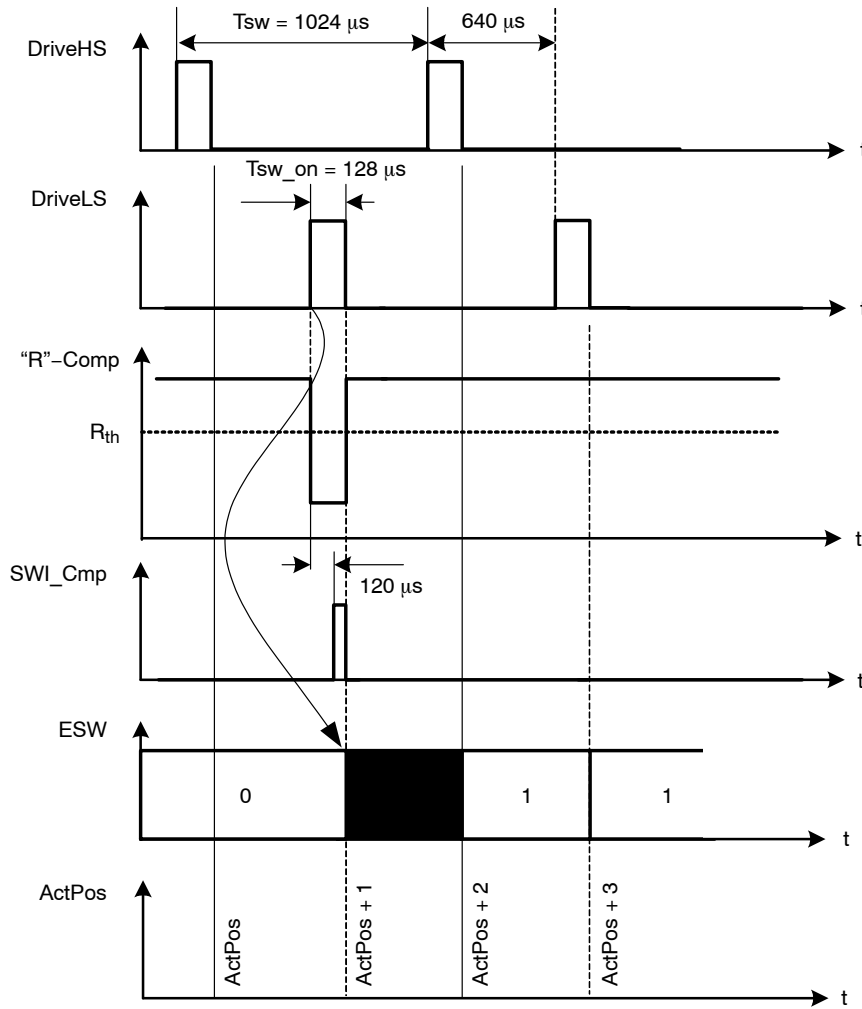 Tsw = 1024 μs
640 μs
DriveHS
t
Tsw_on = 128 μs
DriveLS
t
“R”−Comp
Rth
t
SWI_Cmp
120 μs
t
ESW
0
1
1
t
ActPos
ActPos
ActPos + 1
ActPos + 2
ActPos + 3
t